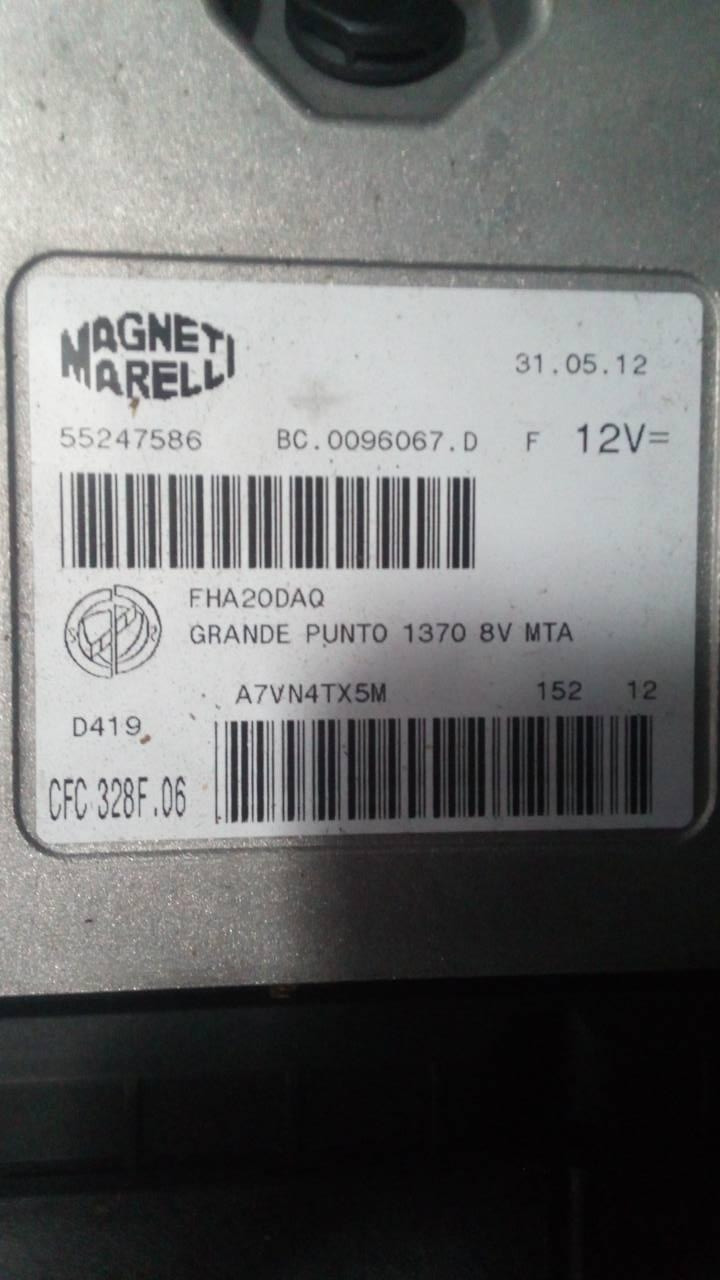 MAGNETI
MARELLI
31.05.12
55247586 BC.0096067.D F 12V=
FHA20DAQ
GRANDE PUNTO 1370 8V MTA
A7VN4TX5M 152 12
D419
CFC 328F.06